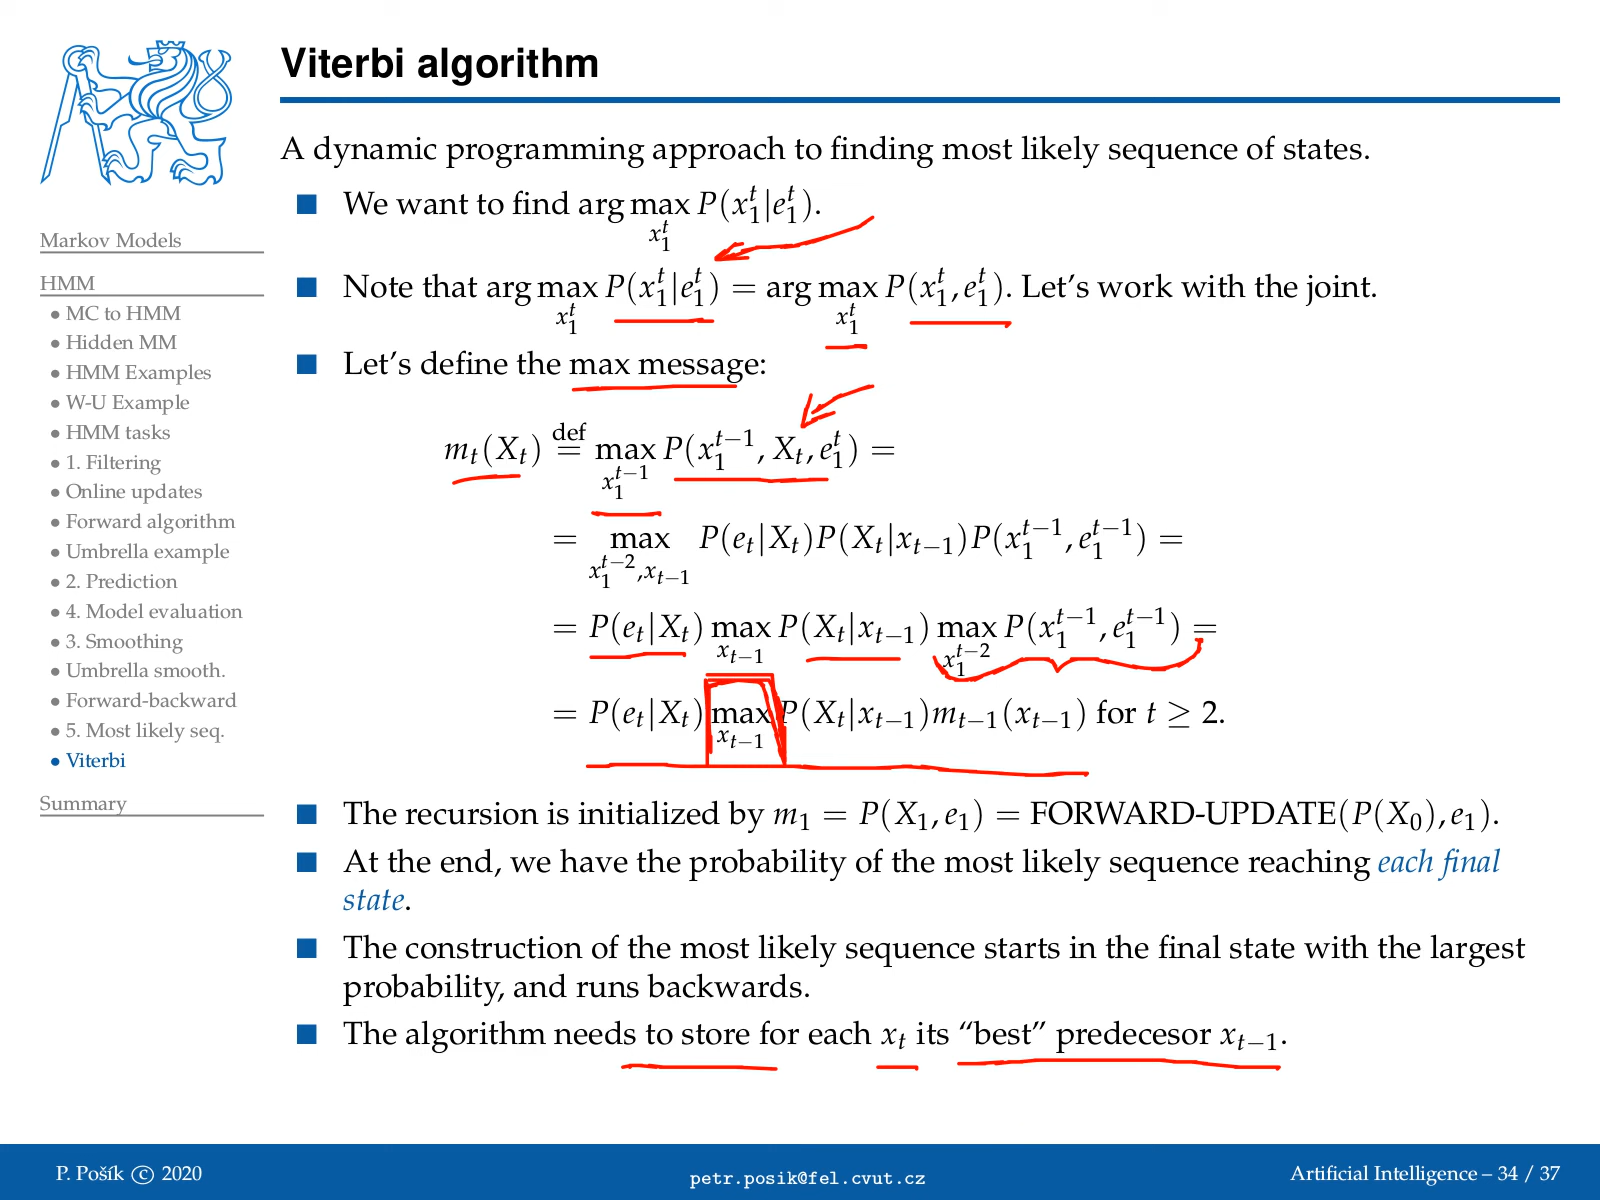 Viterbi algorithm
A dynamic programming approach to finding most likely sequence of states.
■ We want to find arg max_{x_1^t} P(x_1^t|e_1^t).
■ Note that arg max_{x_1^t} P(x_1^t|e_1^t) = arg max_{x_1^t} P(x_1^t, e_1^t). Let's work with the joint.
■ Let's define the max message:
m_t(X_t) \overset{def}{=} max_{x_1^{t−1}} P(x_1^{t−1}, X_t, e_1^t) =
= max_{x_1^{t−2}, x_{t−1}} P(e_t|X_t)P(X_t|x_{t−1})P(x_1^{t−1}, e_1^{t−1}) =
= P(e_t|X_t) max_{x_{t−1}} P(X_t|x_{t−1}) max_{x_1^{t−2}} P(x_1^{t−1}, e_1^{t−1}) =
= P(e_t|X_t) max_{x_{t−1}} P(X_t|x_{t−1})m_{t−1}(x_{t−1}) for t ≥ 2.
■ The recursion is initialized by m_1 = P(X_1, e_1) = FORWARD-UPDATE(P(X_0), e_1).
■ At the end, we have the probability of the most likely sequence reaching each final
state.
■ The construction of the most likely sequence starts in the final state with the largest
probability, and runs backwards.
■ The algorithm needs to store for each x_t its “best” predecesor x_{t−1}.
Markov Models
HMM
• MC to HMM
• Hidden MM
• HMM Examples
• W-U Example
• HMM tasks
• 1. Filtering
• Online updates
• Forward algorithm
• Umbrella example
• 2. Prediction
• 4. Model evaluation
• 3. Smoothing
• Umbrella smooth.
• Forward-backward
• 5. Most likely seq.
• Viterbi
Summary
P. Pošík © 2020
petr.posik@fel.cvut.cz
Artificial Intelligence – 34 / 37